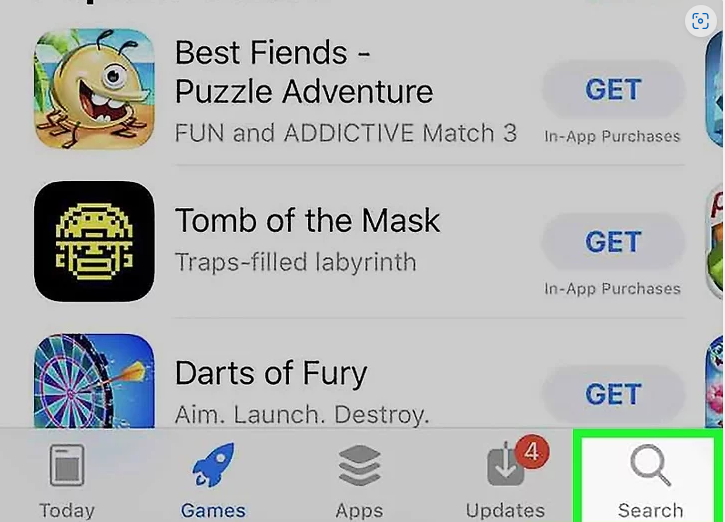 Best Fiends -
Puzzle Adventure
FUN and ADDICTIVE Match 3
GET
In-App Purchases
Tomb of the Mask
Traps-filled labyrinth
GET
In-App Purchases
Darts of Fury
Aim. Launch. Destroy.
GET
4
Today
Games
Apps
Updates
Search